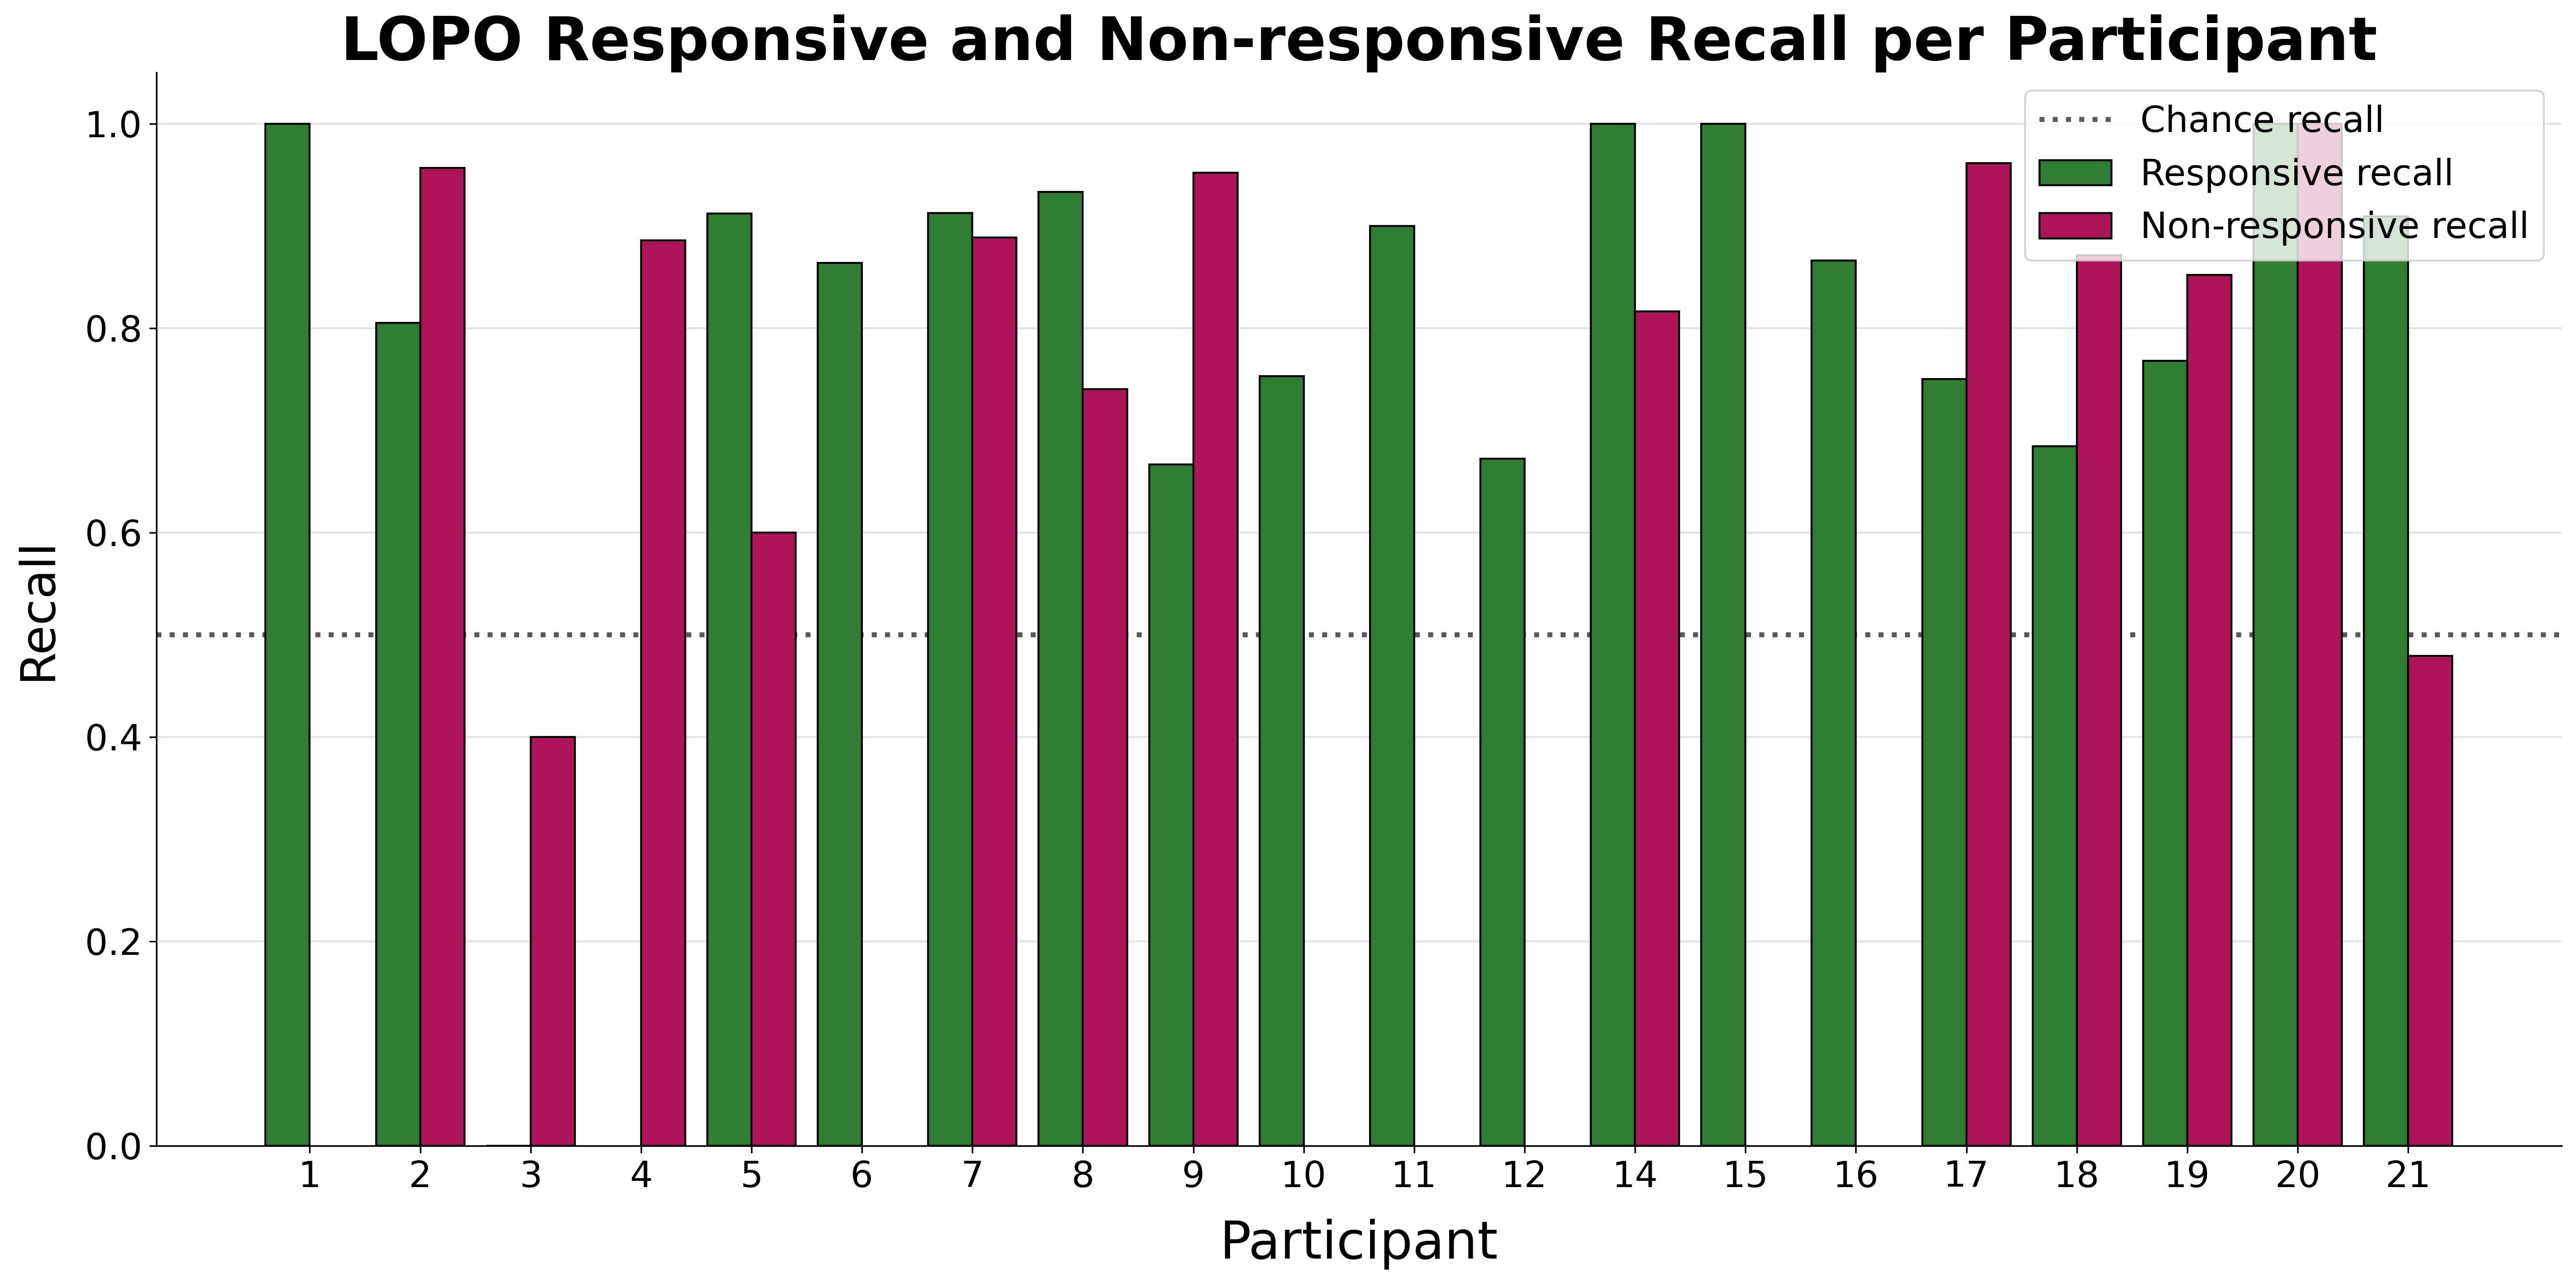 LOPO Responsive and Non-responsive Recall per Participant
Chance recall
Responsive recall
Non-responsive recall
1.0
0.8
0.6
0.4
0.2
0.0
Recall
1 2 3 4 5 6 7 8 9 10 11 12 14 15 16 17 18 19 20 21
Participant